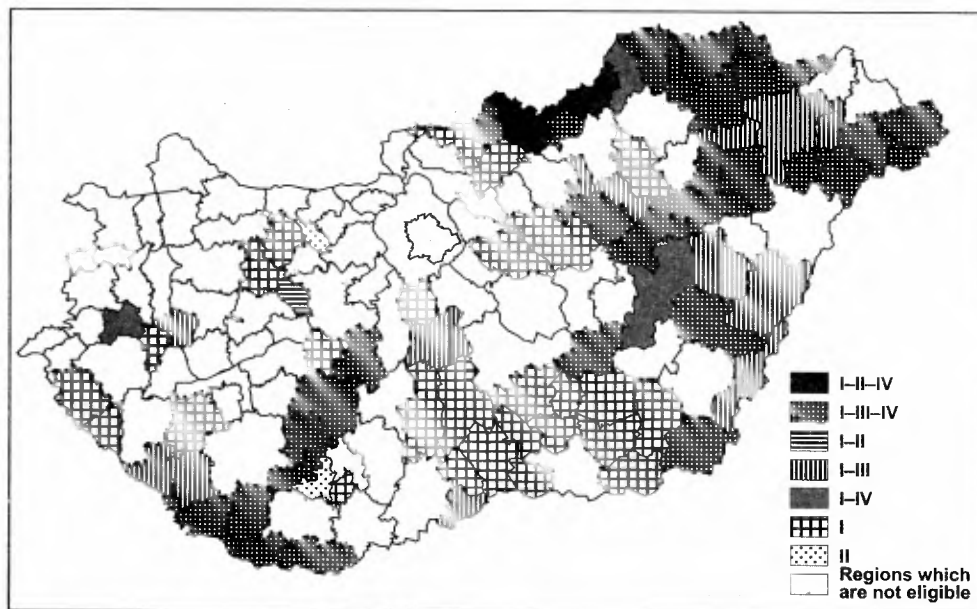 I–II–IV
I–III–IV
I–II
I–III
I–IV
I
II
Regions which
are not eligible